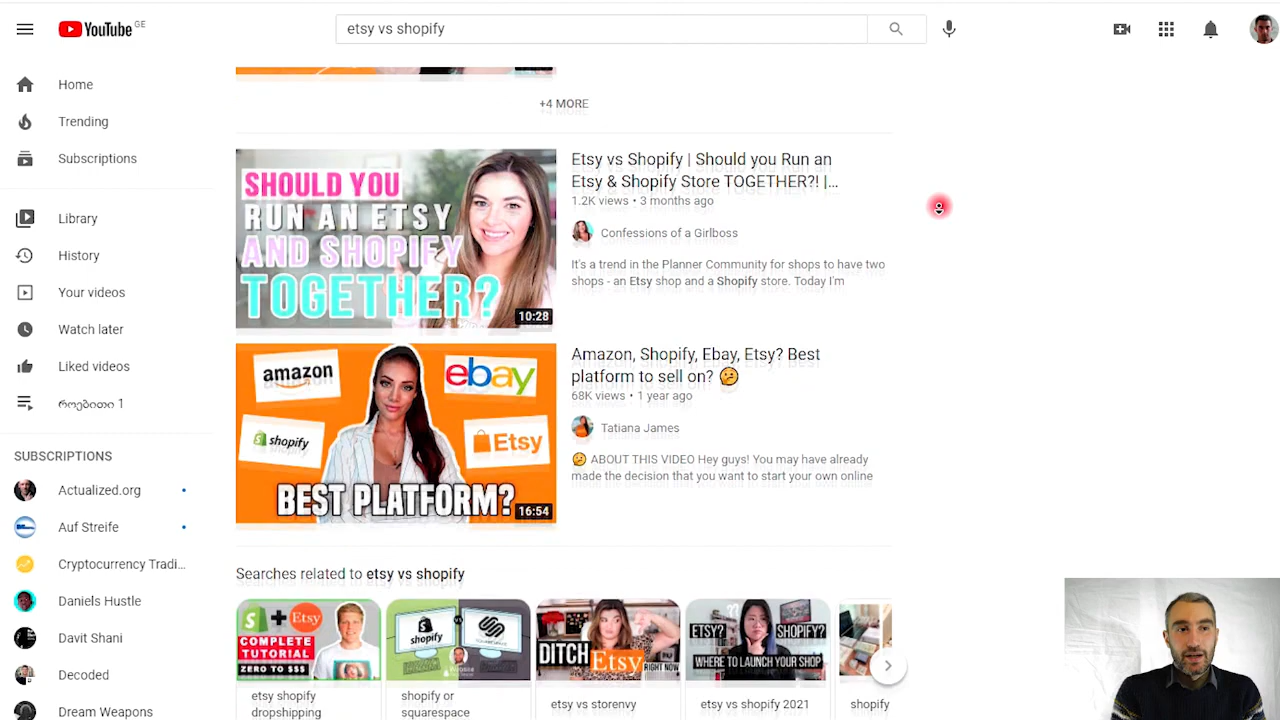 YouTube GE
etsy vs shopify
Home
Trending
Subscriptions
Library
History
Your videos
Watch later
Liked videos
როებითი 1
SUBSCRIPTIONS
Actualized.org
Auf Streife
Cryptocurrency Tradi...
Daniels Hustle
Davit Shani
Decoded
Dream Weapons
+4 MORE
SHOULD YOU
RUN AN ETSY
AND SHOPIFY
TOGETHER?
10:28
Etsy vs Shopify | Should you Run an
Etsy & Shopify Store TOGETHER?! |...
1.2K views • 3 months ago
Confessions of a Girlboss
It's a trend in the Planner Community for shops to have two
shops - an Etsy shop and a Shopify store. Today I'm
amazon
ebay
shopify
Etsy
BEST PLATFORM?
16:54
Amazon, Shopify, Ebay, Etsy? Best
platform to sell on? 🤔
68K views • 1 year ago
Tatiana James
🤔 ABOUT THIS VIDEO Hey guys! You may have already
made the decision that you want to start your own online
Searches related to etsy vs shopify
+ Etsy
COMPLETE
TUTORIAL
ZERO TO $$$
etsy shopify
dropshipping
shopify
shopify or
squarespace
DITCH Etsy RIGHT NOW
etsy vs storenvy
ETSY? SHOPIFY?
WHERE TO LAUNCH YOUR SHOP
etsy vs shopify 2021
shopify